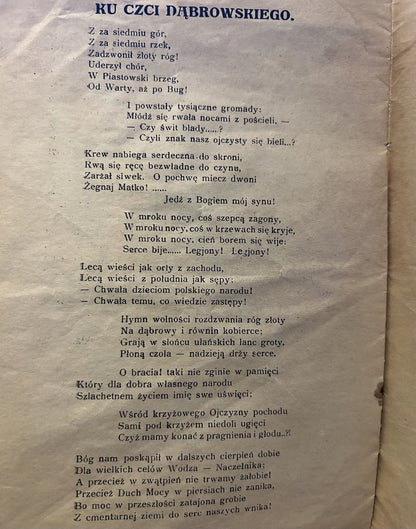 KU CZCI DĄBROWSKIEGO.
Z za siedmiu gór,
Z za siedmiu rzek,
Zadzwonił złoty róg!
Uderzył chór,
W Piastowski brzeg,
Od Warty, aż po Bug!
I powstały tysiączne gromady:
Młódź się rwała nocami z pościeli, —
— Czy świt blady.....?
— Czyli znak nasz ojczysty się bieli...?
Krew nabiega serdeczna do skroni,
Rwą się ręcę bezwładne do czynu,
Zarżał siwek. O pochwę miecz dwoni
Żegnaj Matko! ......
Jedź z Bogiem mój synu!
W mroku nocy, coś szepcą zagony,
W mroku nocy, coś w krzewach się kryje,
W mroku nocy, cień borem się wije:
Serce bije...... Legjony! Legjony!
Lecą wieści jak orły z zachodu,
Lecą wieści z południa jak sępy:
— Chwała dzieciom polskiego narodu!
— Chwała temu, co wiedzie zastępy!
Hymn wolności rozdzwania róg złoty
Na dąbrowy i równin kobierce:
Grają w słońcu ułańskich lanc groty,
Płoną czoła — nadzieją drży serce.
O bracia! taki nie zginie w pamięci
Który dla dobra własnego narodu
Szlachetnem życiem imię swe uświęci:
Wśród krzyżowego Ojczyzny pochodu
Sami pod krzyżem niedoli ugięci
Czyż mamy konać z pragnienia i głodu..?!
Bóg nam poskąpił w dalszych cierpień dobie
Dla wielkich celów Wodza — Naczelnika:
A przecież w zwątpień nie trwamy żałobie!
Przecież Duch Mocy w piersiach nie zanika,
Bo moc w przeszłości zatajona grobie
Z cmentarnej ziemi do serc naszych wnika!